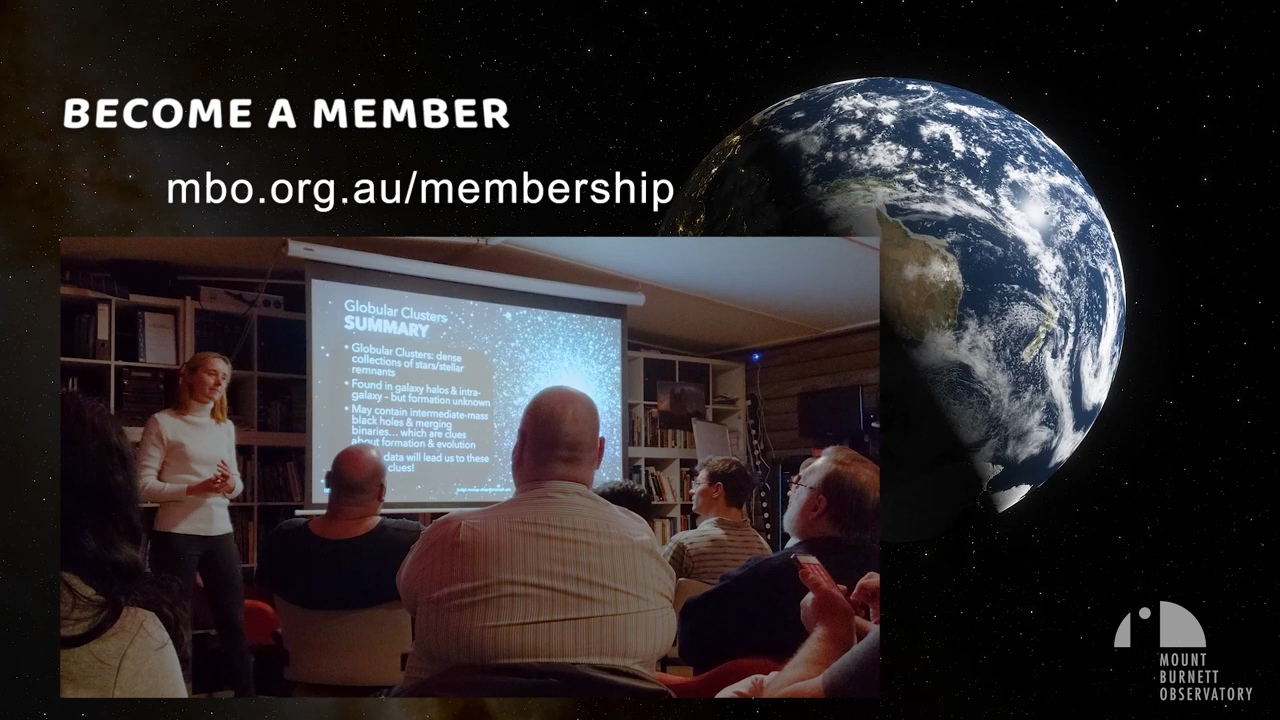 BECOME A MEMBER
mbo.org.au/membership
Globular Clusters
SUMMARY
• Globular Clusters: dense
collections of stars/stellar
remnants
• Found in galaxy halos & intra-
galaxy - but formation unknown
• May contain intermediate-mass
black holes & merging
binaries... which are clues
about formation & evolution
data will lead us to these
clues!
MOUNT
BURNETT
OBSERVATORY